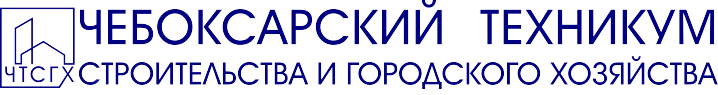 ЧЕБОКСАРСКИЙ ТЕХНИКУМ
ЧТСГХ
СТРОИТЕЛЬСТВА И ГОРОДСКОГО ХОЗЯЙСТВА